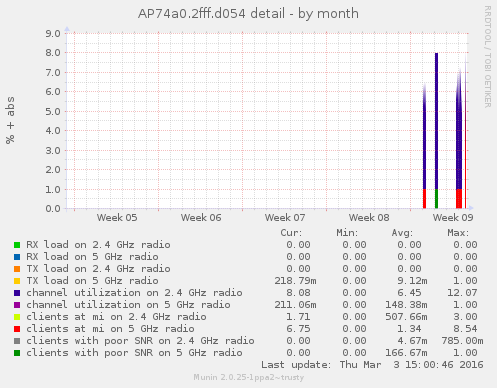 AP74a0.2fff.d054 detail - by month
RRDTOOL / TOBI OETIKER
% + abs
9.0
8.0
7.0
6.0
5.0
4.0
3.0
2.0
1.0
0.0
Week 05 Week 06 Week 07 Week 08 Week 09
Cur: Min: Avg: Max:
RX load on 2.4 GHz radio 0.00 0.00 0.00 0.00
RX load on 5 GHz radio 0.00 0.00 0.00 0.00
TX load on 2.4 GHz radio 0.00 0.00 0.00 0.00
TX load on 5 GHz radio 218.79m 0.00 9.12m 1.00
channel utilization on 2.4 GHz radio 8.08 0.00 6.45 12.07
channel utilization on 5 GHz radio 211.06m 0.00 148.38m 1.00
clients at mi on 2.4 GHz radio 1.71 0.00 507.66m 3.00
clients at mi on 5 GHz radio 6.75 0.00 1.34 8.54
clients with poor SNR on 2.4 GHz radio 0.00 0.00 4.67m 785.00m
clients with poor SNR on 5 GHz radio 0.00 0.00 166.67m 1.00
Last update: Thu Mar 3 15:00:46 2016
Munin 2.0.25-1ppa2~trusty